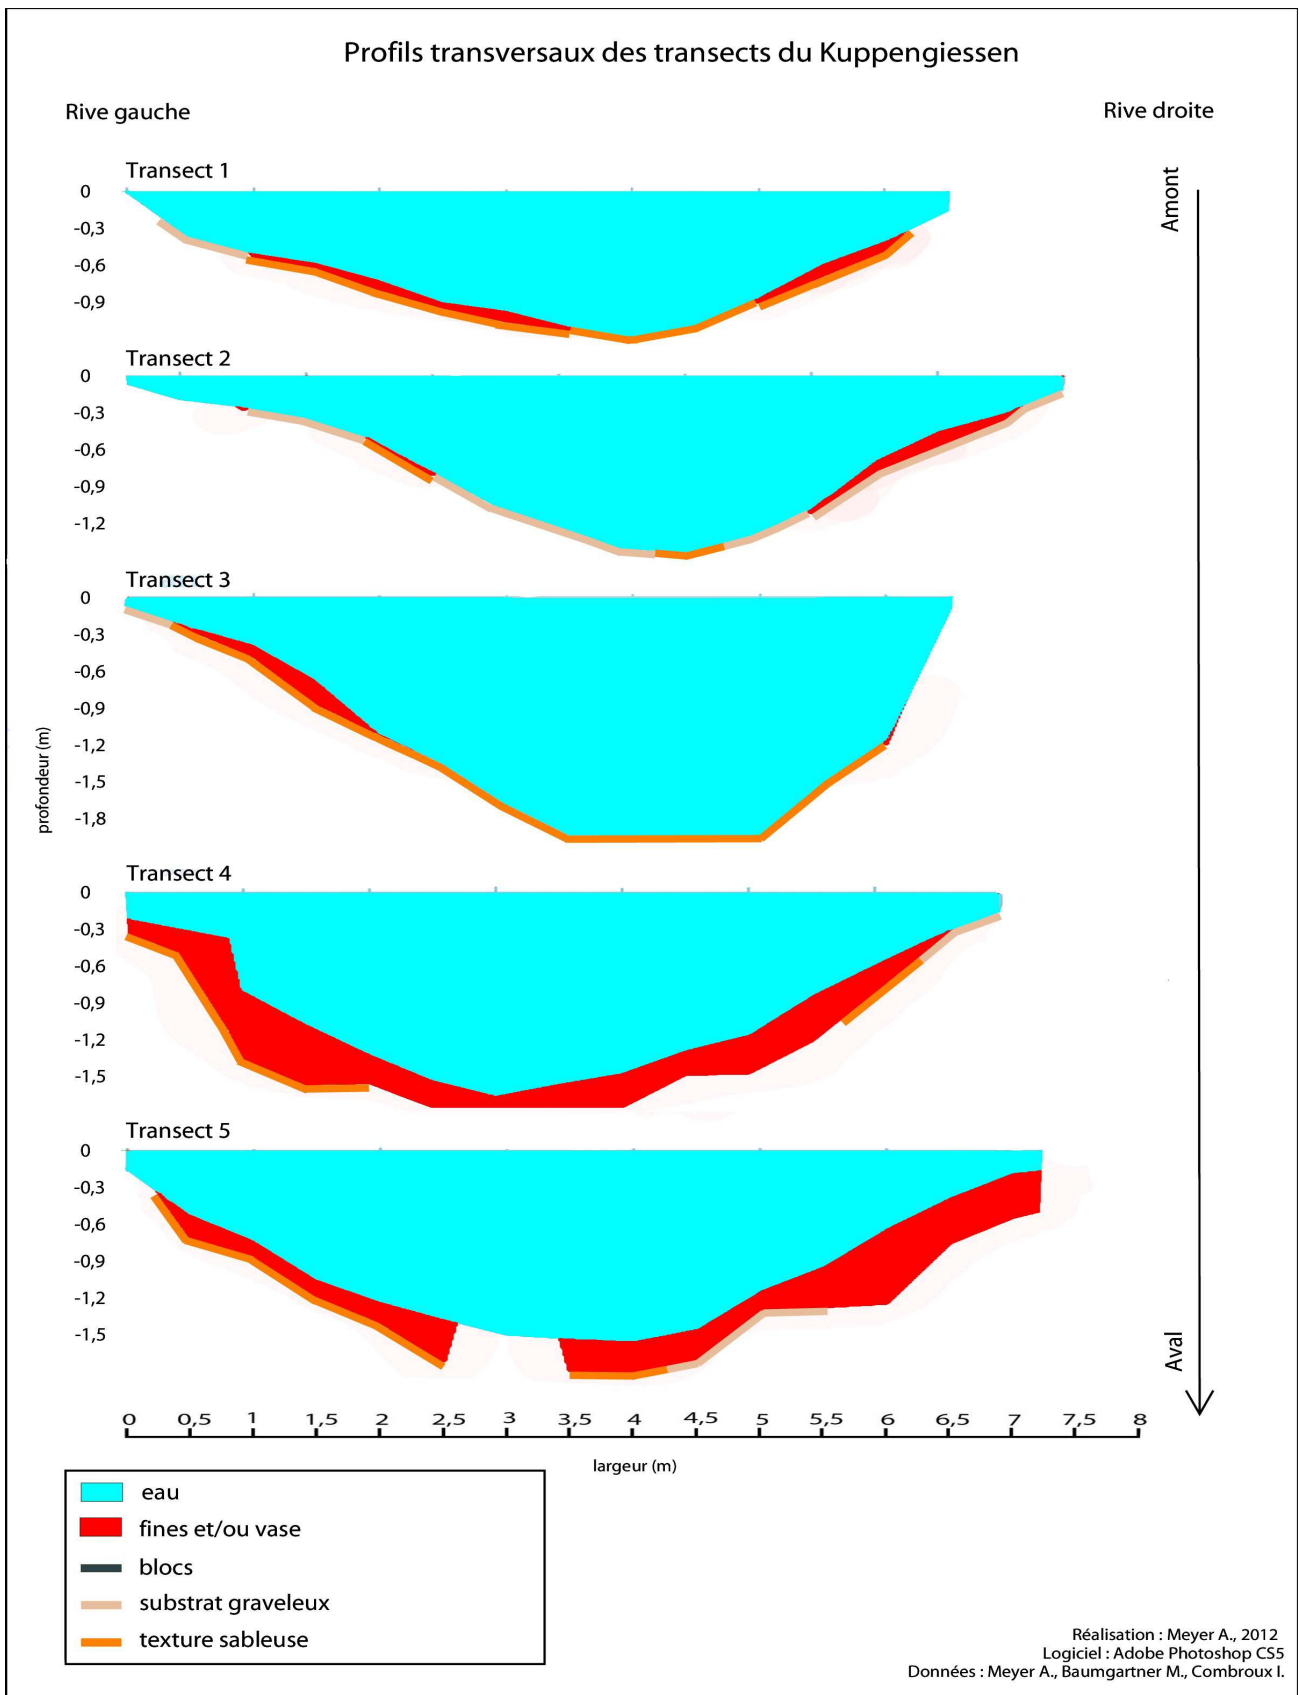 Profils transversaux des transects du Kuppengiessen
Rive gauche
Rive droite
Amont
Transect 1
0
-0,3
-0,6
-0,9
Transect 2
0
-0,3
-0,6
-0,9
-1,2
Transect 3
0
-0,3
-0,6
-0,9
-1,2
-1,5
-1,8
profondeur (m)
Transect 4
0
-0,3
-0,6
-0,9
-1,2
-1,5
Transect 5
0
-0,3
-0,6
-0,9
-1,2
-1,5
Aval
0 0,5 1 1,5 2 2,5 3 3,5 4 4,5 5 5,5 6 6,5 7 7,5 8
largeur (m)
eau
fines et/ou vase
blocs
substrat graveleux
texture sableuse
Réalisation : Meyer A., 2012
Logiciel : Adobe Photoshop CS5
Données : Meyer A., Baumgartner M., Combroux I.